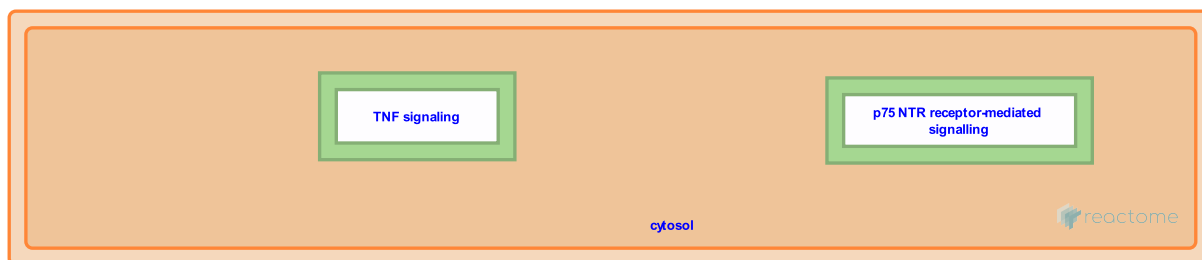 TNF signaling
p75 NTR receptor-mediated
signalling
cytosol
reactome